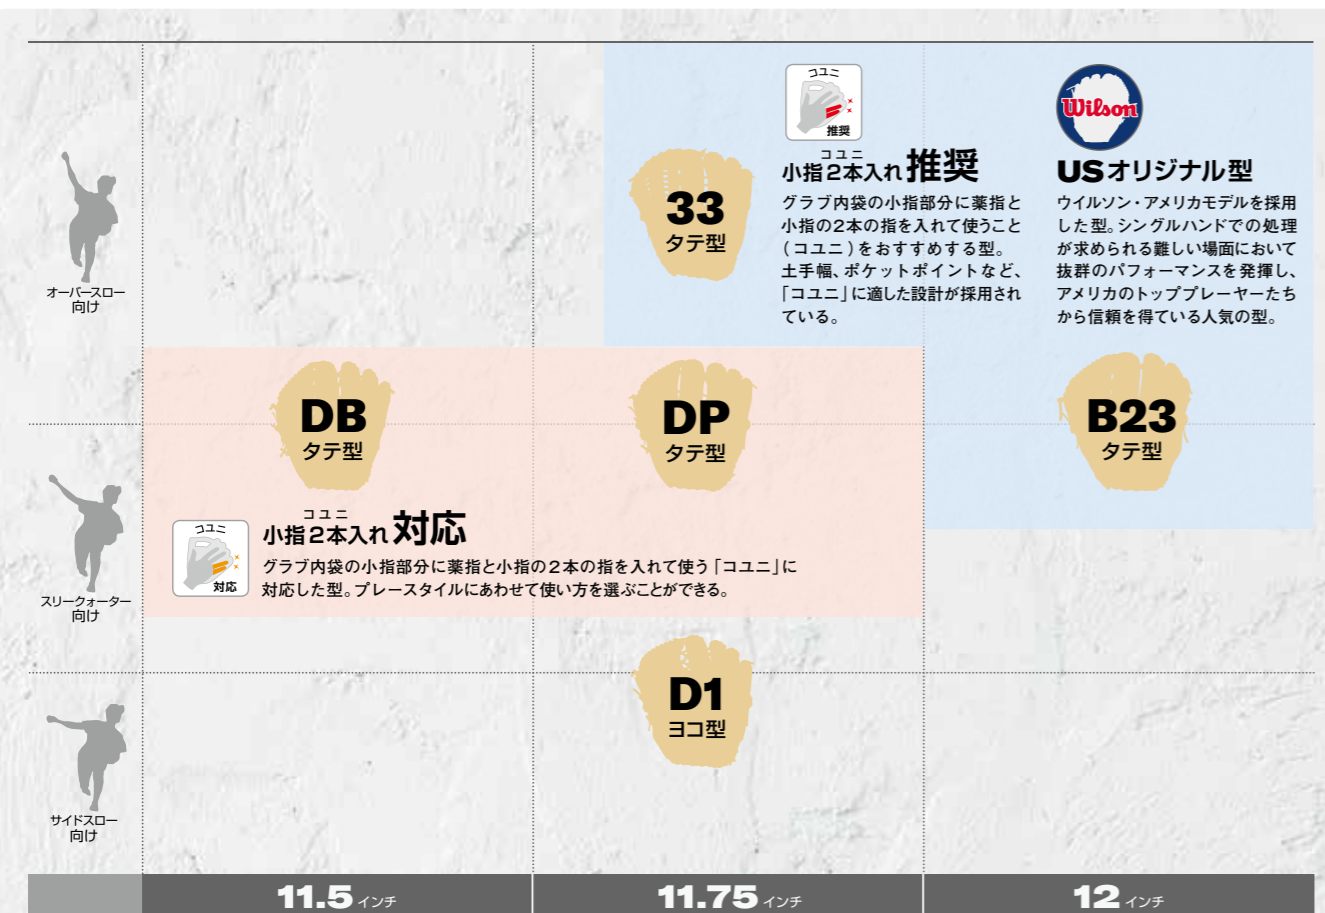 コユニ
推奨
コユニ
小指2本入れ推奨
グラブ内袋の小指部分に薬指と
小指の2本の指を入れて使うこと
（コユニ）をおすすめする型。
土手幅、ポケットポイントなど、
「コユニ」に適した設計が採用され
ている。
Wilson
USオリジナル型
ウイルソン・アメリカモデルを採用
した型。シングルハンドでの処理
が求められる難しい場面において
抜群のパフォーマンスを発揮し、
アメリカのトッププレーヤーたち
から信頼を得ている人気の型。
33
タテ型
オーバースロー
向け
DB
タテ型
DP
タテ型
B23
タテ型
コユニ
対応
コユニ
小指2本入れ対応
グラブ内袋の小指部分に薬指と小指の2本の指を入れて使う「コユニ」に
対応した型。プレースタイルにあわせて使い方を選ぶことができる。
スリークォーター
向け
D1
ヨコ型
サイドスロー
向け
11.5 インチ
11.75 インチ
12 インチ